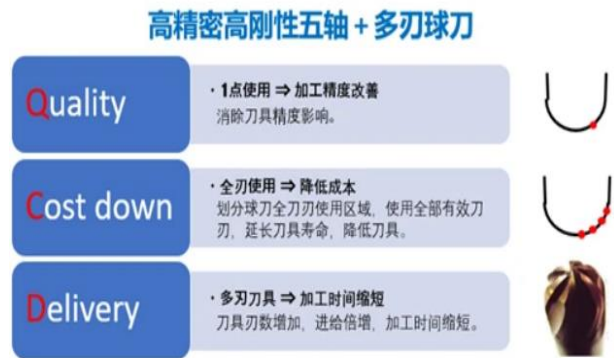 高精密高刚性五轴 + 多刃球刀
Quality
· 1点使用 ⇒ 加工精度改善
消除刀具精度影响。
Cost down
· 全刃使用 ⇒ 降低成本
划分球刀全刀刃使用区域，使用全部有效刀
刃，延长刀具寿命，降低刀具。
Delivery
· 多刃刀具 ⇒ 加工时间缩短
刀具刃数增加，进给倍增，加工时间缩短。